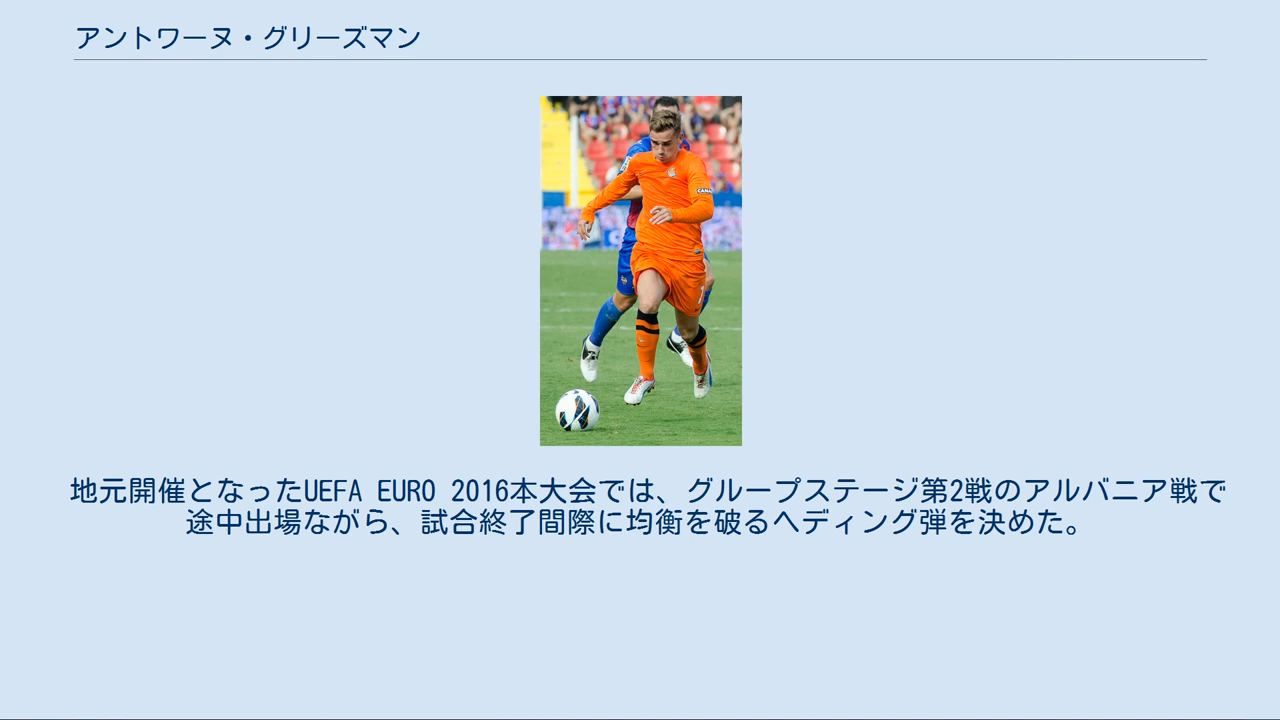 アントワーヌ・グリーズマン
地元開催となったUEFA EURO 2016本大会では、グループステージ第2戦のアルバニア戦で
途中出場ながら、試合終了間際に均衡を破るヘディング弾を決めた。